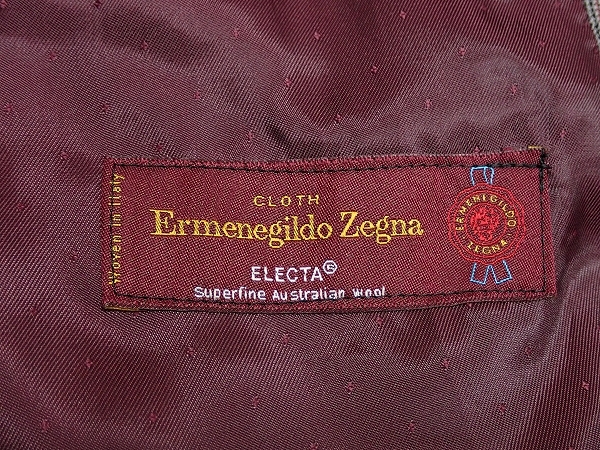 Woven in Italy
CLOTH
Ermenegildo Zegna
ELECTA®
Superfine Australian Wool
ERMENEGILDO
ZEGNA